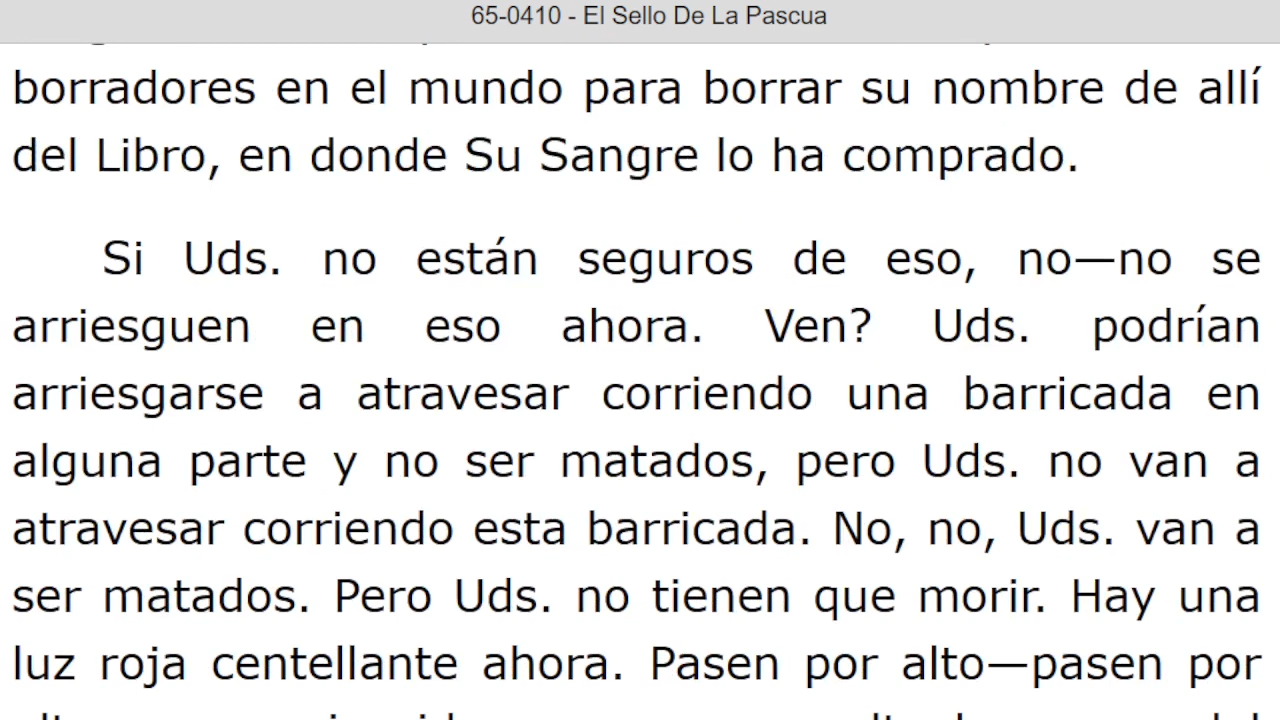 65-0410 - El Sello De La Pascua
borradores en el mundo para borrar su nombre de allí
del Libro, en donde Su Sangre lo ha comprado.
Si Uds. no están seguros de eso, no—no se
arriesguen en eso ahora. Ven? Uds. podrían
arriesgarse a atravesar corriendo una barricada en
alguna parte y no ser matados, pero Uds. no van a
atravesar corriendo esta barricada. No, no, Uds. van a
ser matados. Pero Uds. no tienen que morir. Hay una
luz roja centellante ahora. Pasen por alto—pasen por